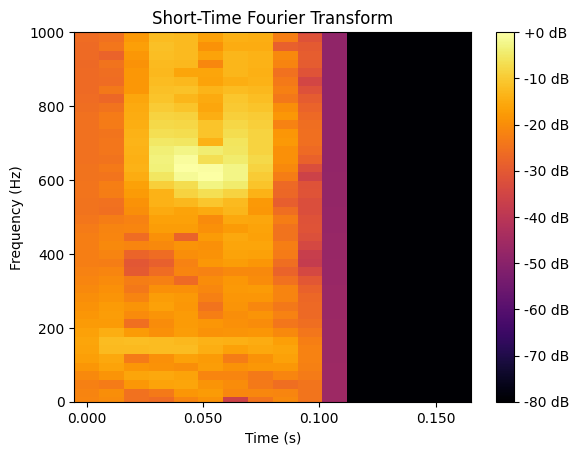 Short-Time Fourier Transform
Frequency (Hz)
1000
800
600
400
200
0
0.000
0.050
0.100
0.150
Time (s)
+0 dB
-10 dB
-20 dB
-30 dB
-40 dB
-50 dB
-60 dB
-70 dB
-80 dB